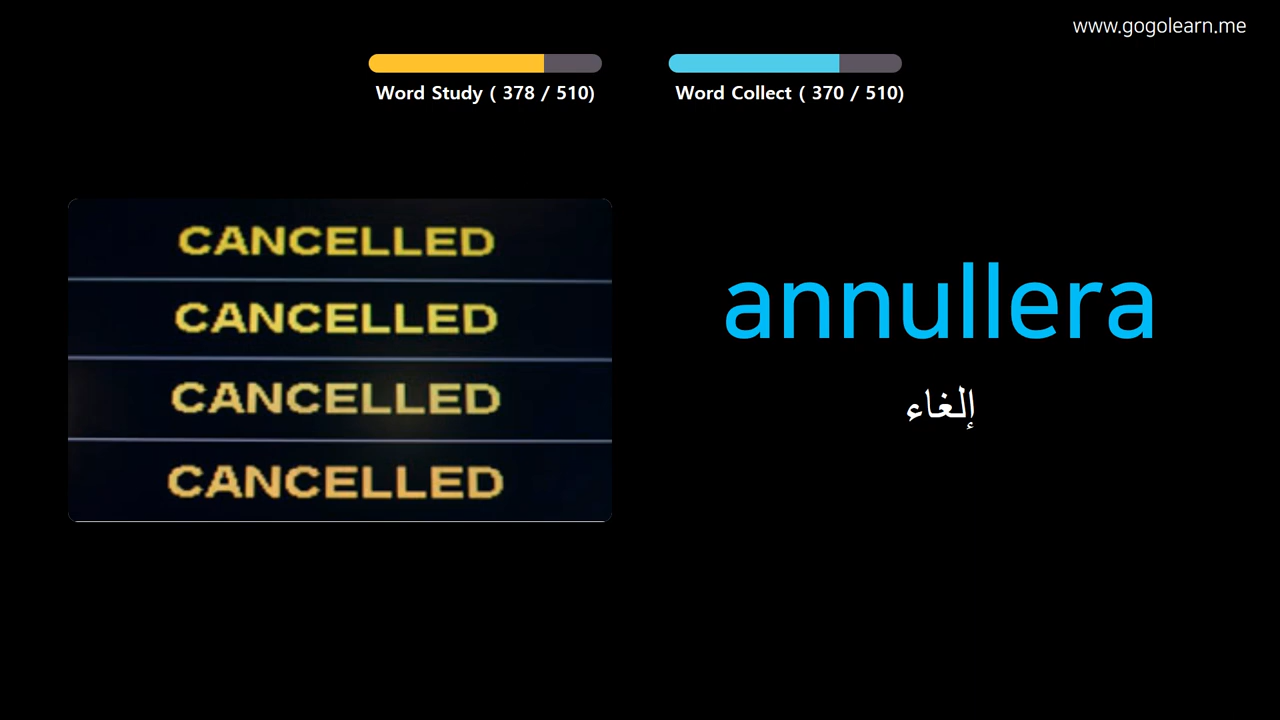 www.gogolearn.me
Word Study ( 378 / 510)
Word Collect ( 370 / 510)
CANCELLED
CANCELLED
CANCELLED
CANCELLED
annullera
إلغاء